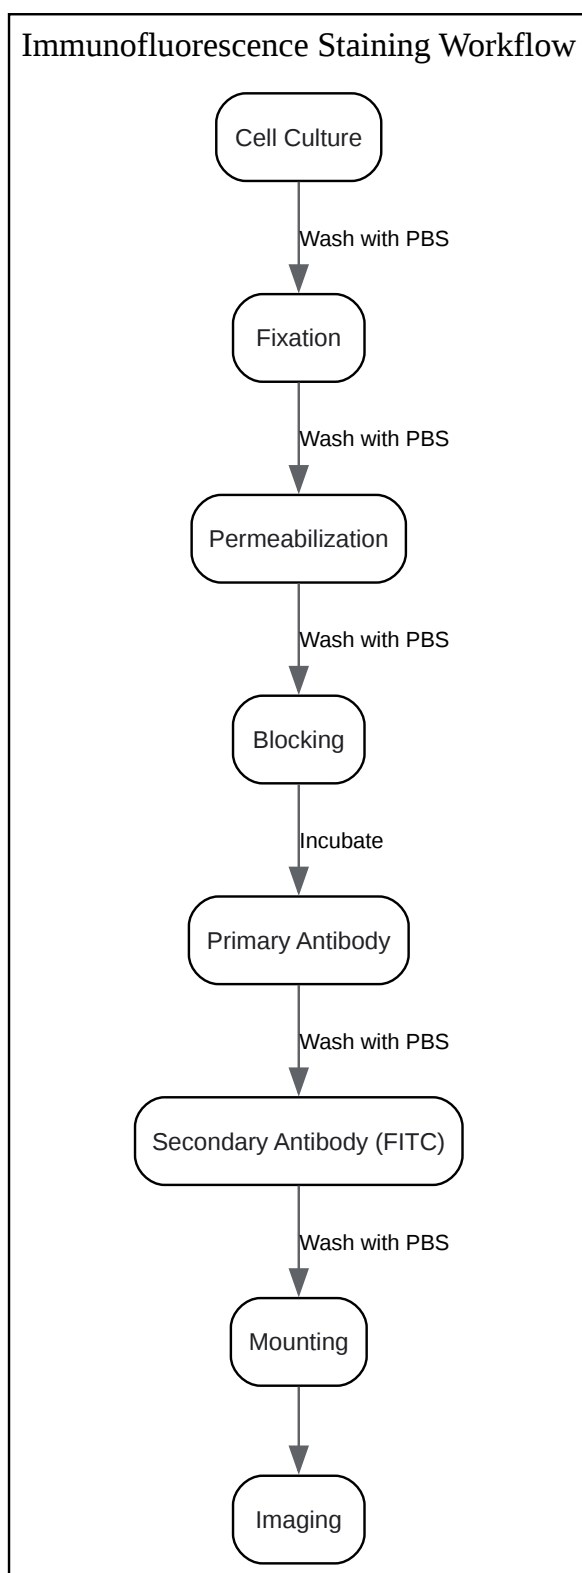 Immunofluorescence Staining Workflow
Cell Culture
Wash with PBS
Fixation
Wash with PBS
Permeabilization
Wash with PBS
Blocking
Incubate
Primary Antibody
Wash with PBS
Secondary Antibody (FITC)
Wash with PBS
Mounting
Imaging